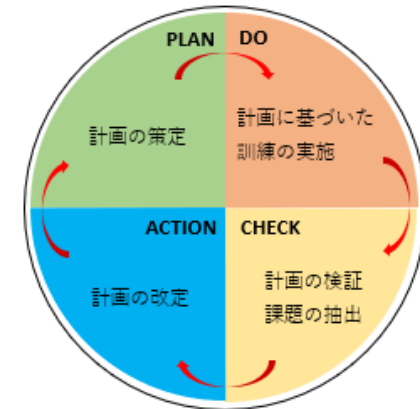 PLAN
計画の策定
DO
計画に基づいた
訓練の実施
CHECK
計画の検証
課題の抽出
ACTION
計画の改定